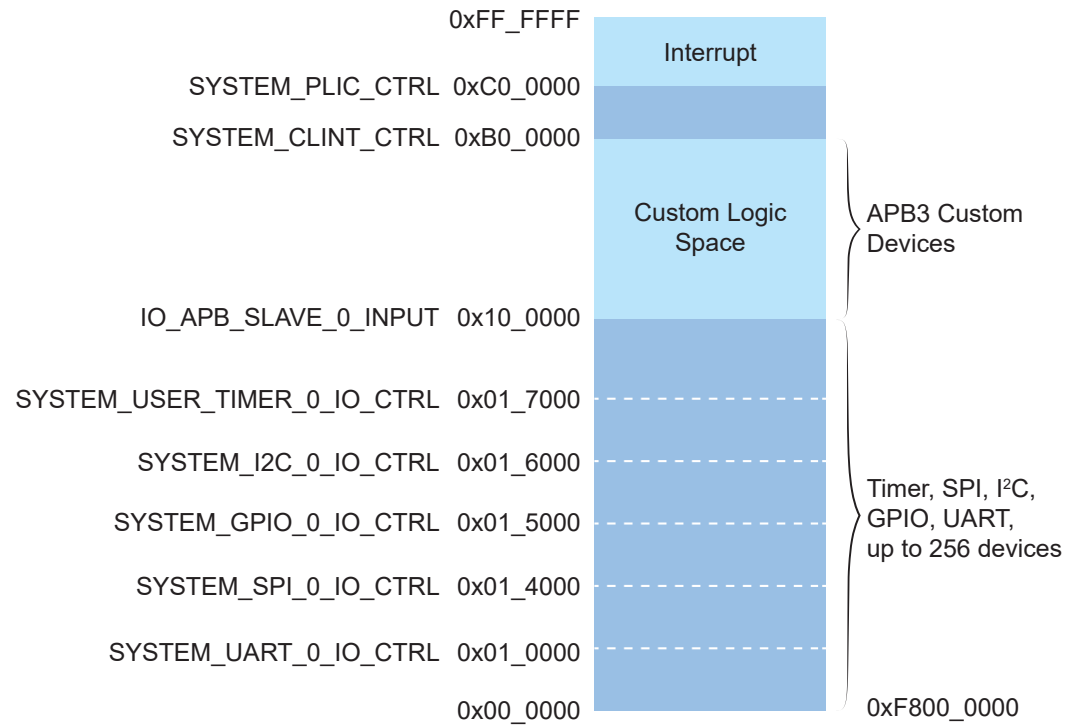 0xFF_FFFF
Interrupt
SYSTEM_PLIC_CTRL 0xC0_0000
SYSTEM_CLINT_CTRL 0xB0_0000
Custom Logic
Space
APB3 Custom
Devices
IO_APB_SLAVE_0_INPUT 0x10_0000
SYSTEM_USER_TIMER_0_IO_CTRL 0x01_7000
SYSTEM_I2C_0_IO_CTRL 0x01_6000
SYSTEM_GPIO_0_IO_CTRL 0x01_5000
SYSTEM_SPI_0_IO_CTRL 0x01_4000
SYSTEM_UART_0_IO_CTRL 0x01_0000
Timer, SPI, I²C,
GPIO, UART,
up to 256 devices
0x00_0000
0xF800_0000